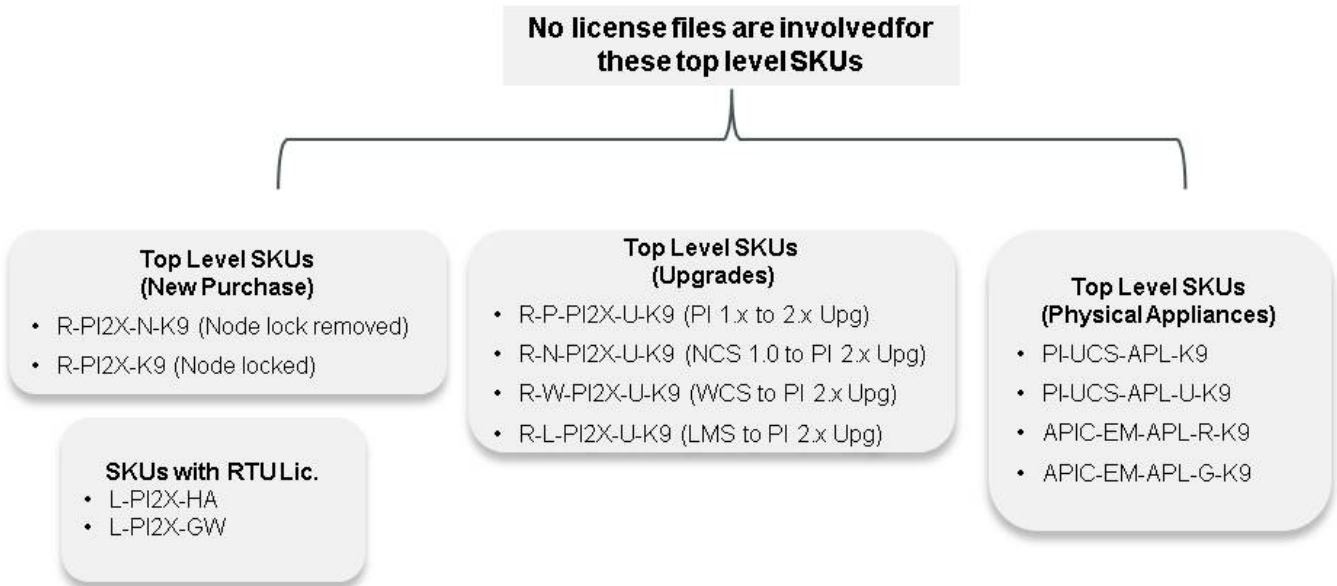 No license files are involvedfor
these top level SKUs
Top Level SKUs
(New Purchase)
• R-PI2X-N-K9 (Node lock removed)
• R-PI2X-K9 (Node locked)
SKUs with RTU Lic.
• L-PI2X-HA
• L-PI2X-GW
Top Level SKUs
(Upgrades)
• R-P-PI2X-U-K9 (PI 1.x to 2.x Upg)
• R-N-PI2X-U-K9 (NCS 1.0 to PI 2.x Upg)
• R-W-PI2X-U-K9 (WCS to PI 2.x Upg)
• R-L-PI2X-U-K9 (LMS to PI 2.x Upg)
Top Level SKUs
(Physical Appliances)
• PI-UCS-APL-K9
• PI-UCS-APL-U-K9
• APIC-EM-APL-R-K9
• APIC-EM-APL-G-K9